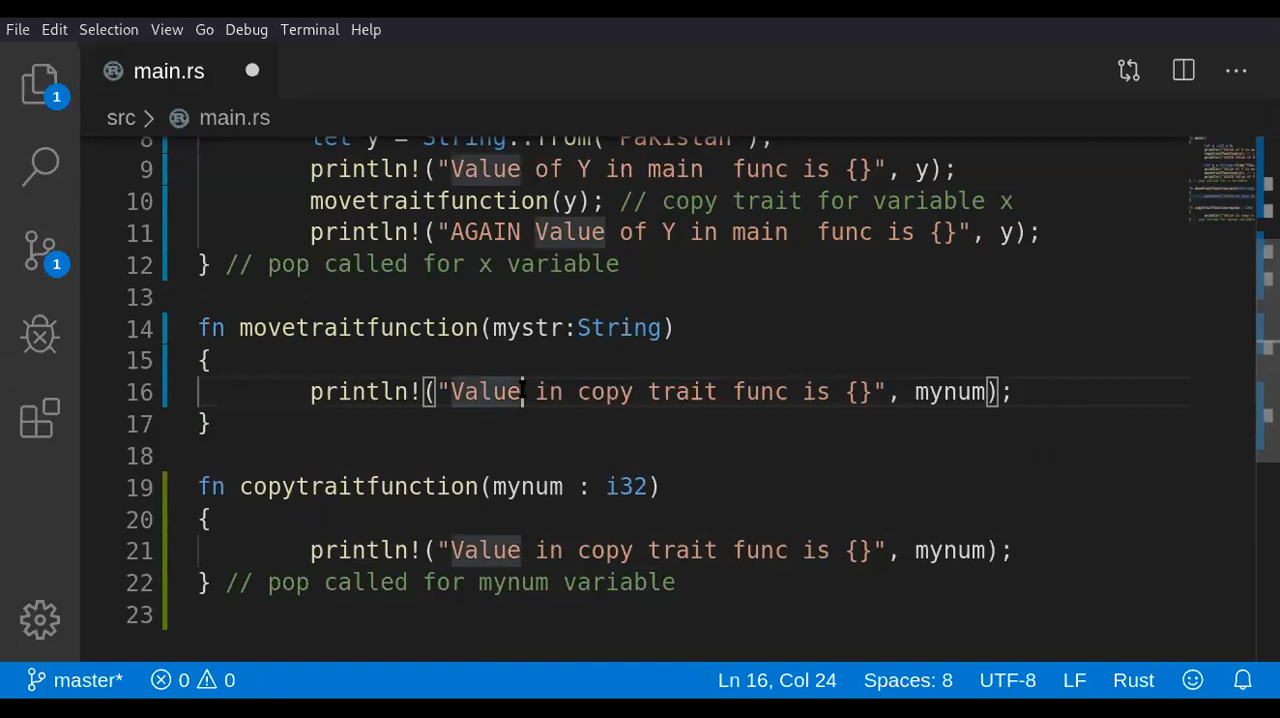 File Edit Selection View Go Debug Terminal Help
main.rs
src > main.rs
8 let y = String::from("Pakistan");
9 println!("Value of Y in main  func is {}", y);
10 movetraitfunction(y); // copy trait for variable x
11 println!("AGAIN Value of Y in main  func is {}", y);
12 } // pop called for x variable
13
14 fn movetraitfunction(mystr:String)
15 {
16 println!("Value in copy trait func is {}", mynum);
17 }
18
19 fn copytraitfunction(mynum : i32)
20 {
21 println!("Value in copy trait func is {}", mynum);
22 } // pop called for mynum variable
23
1
1
master* 0 0 Ln 16, Col 24 Spaces: 8 UTF-8 LF Rust